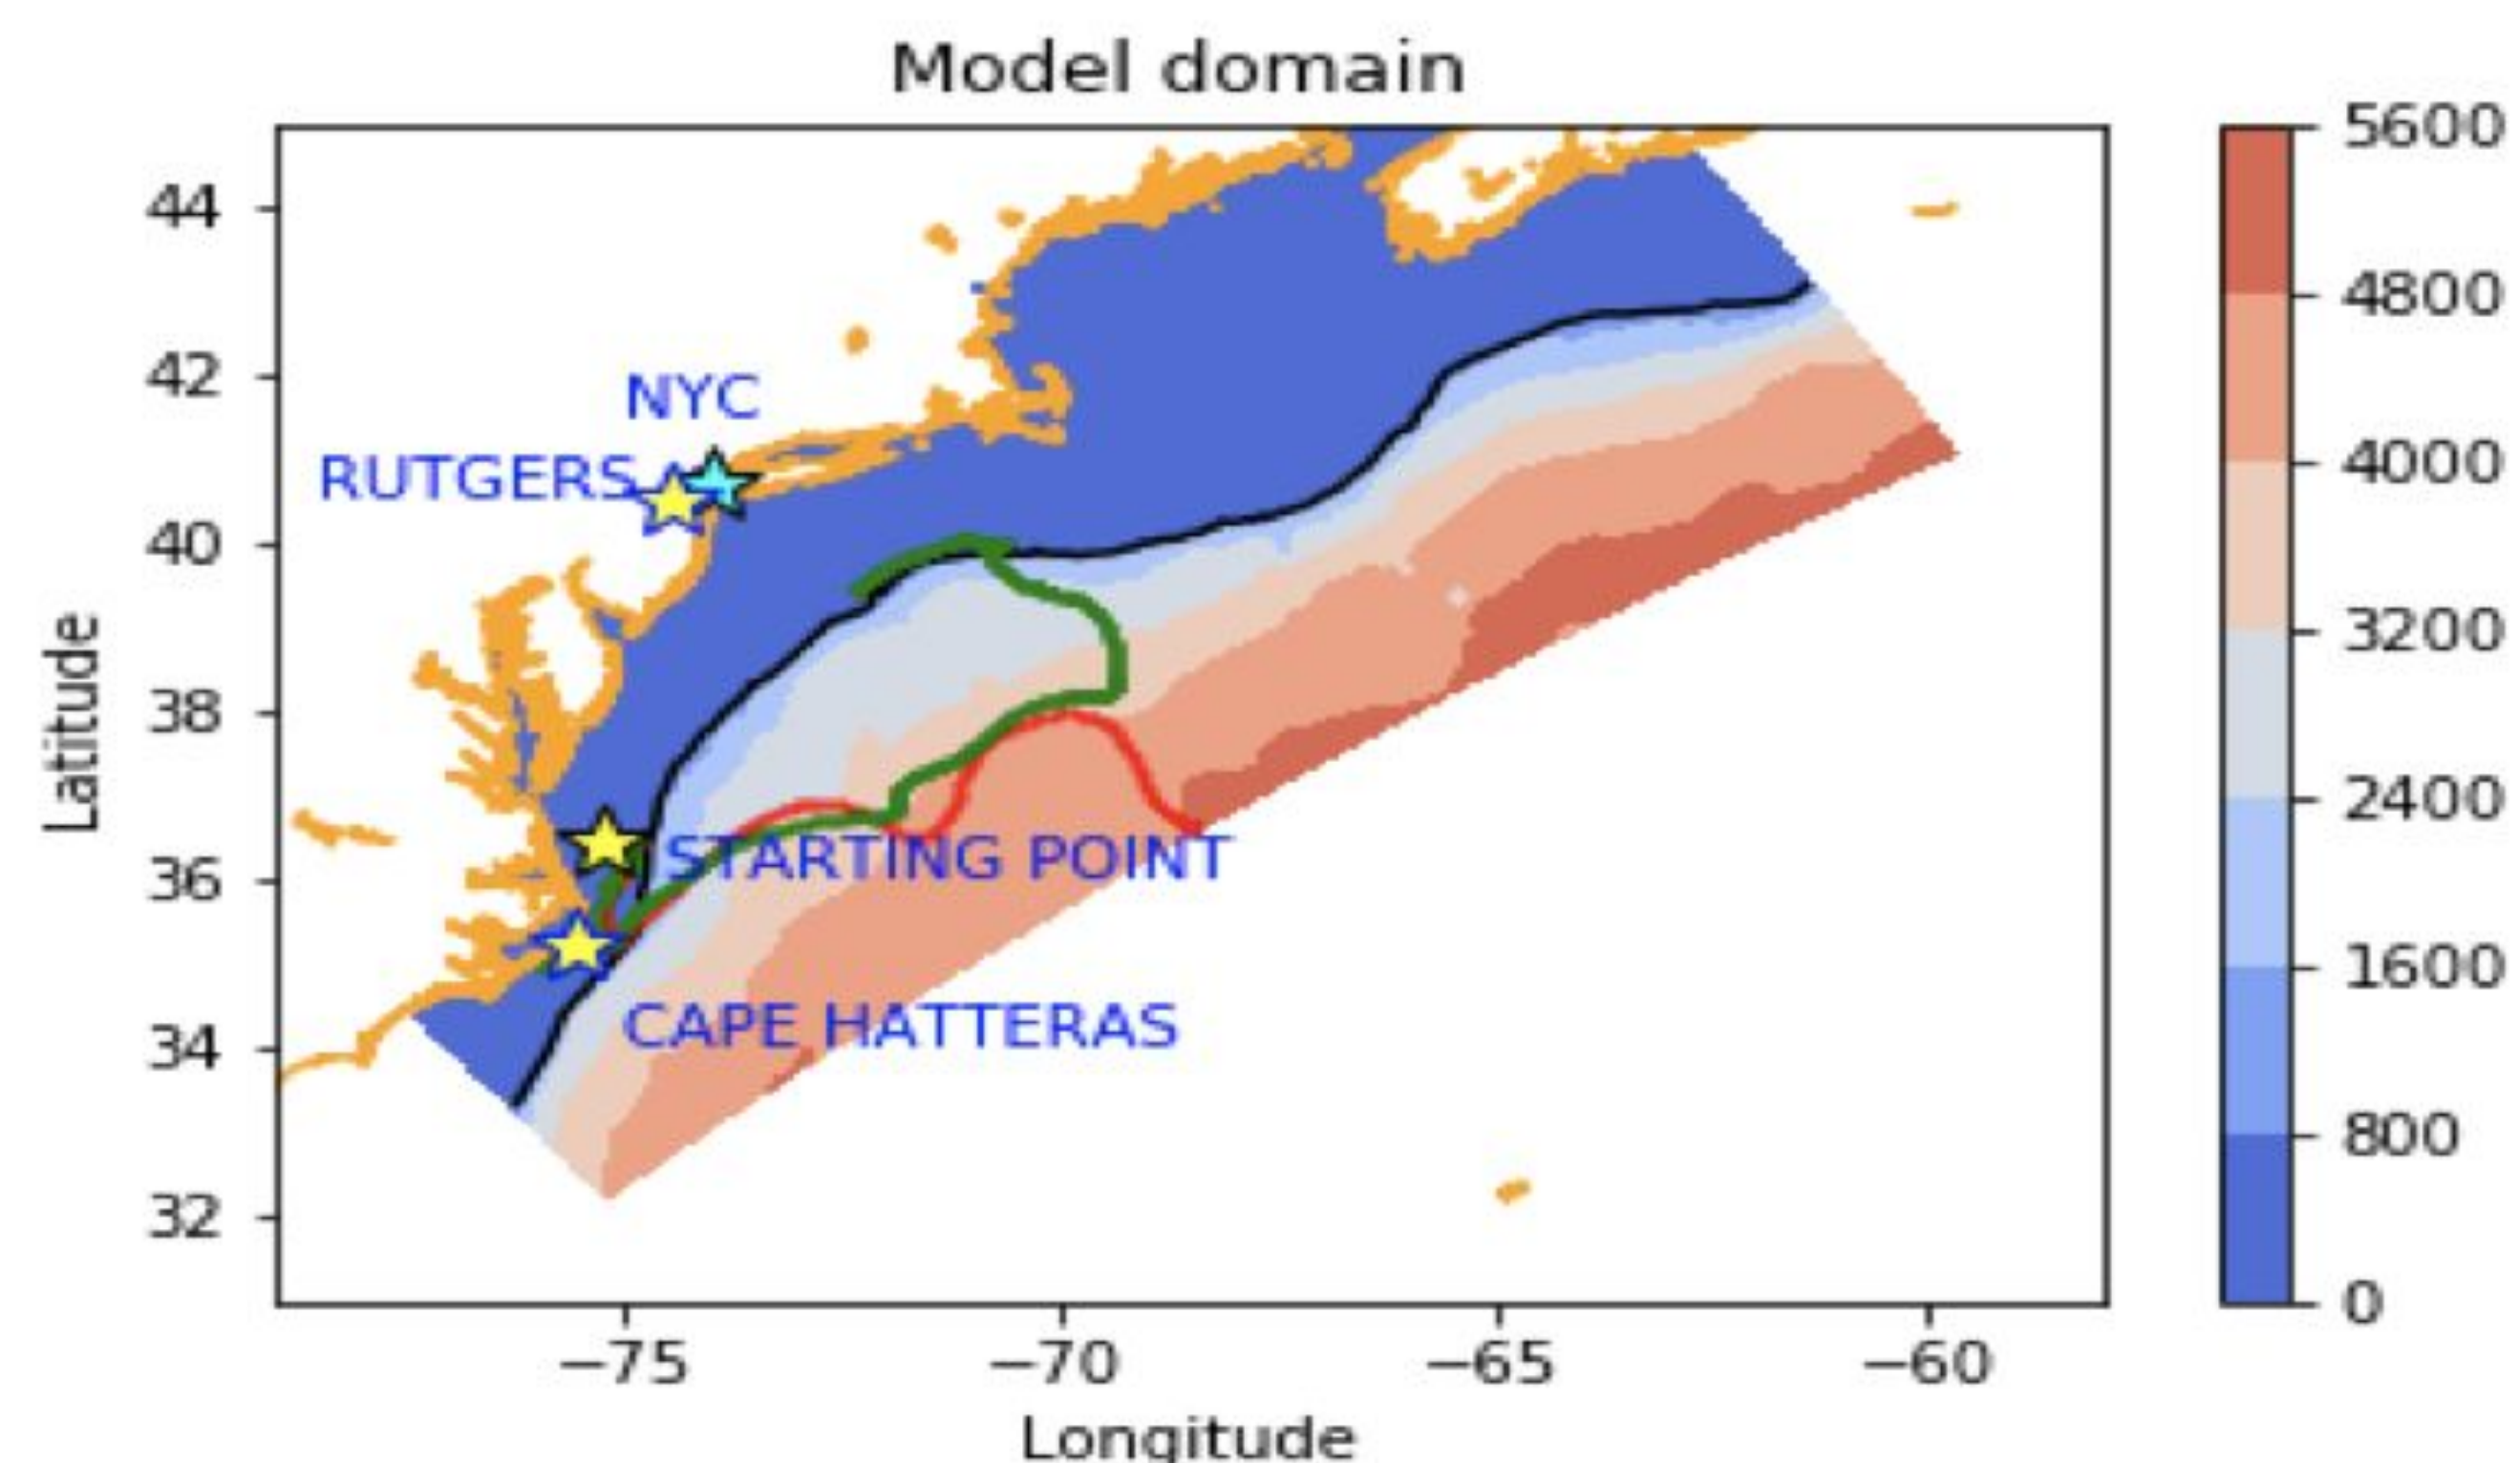 Model domain
5600
44
4800
42
NYC
RUTGERS
4000
40
3200
Latitude
38
2400
STARTING POINT
36
1600
CAPE HATTERAS
34
800
32
0
−75
−70
−65
−60
Longitude